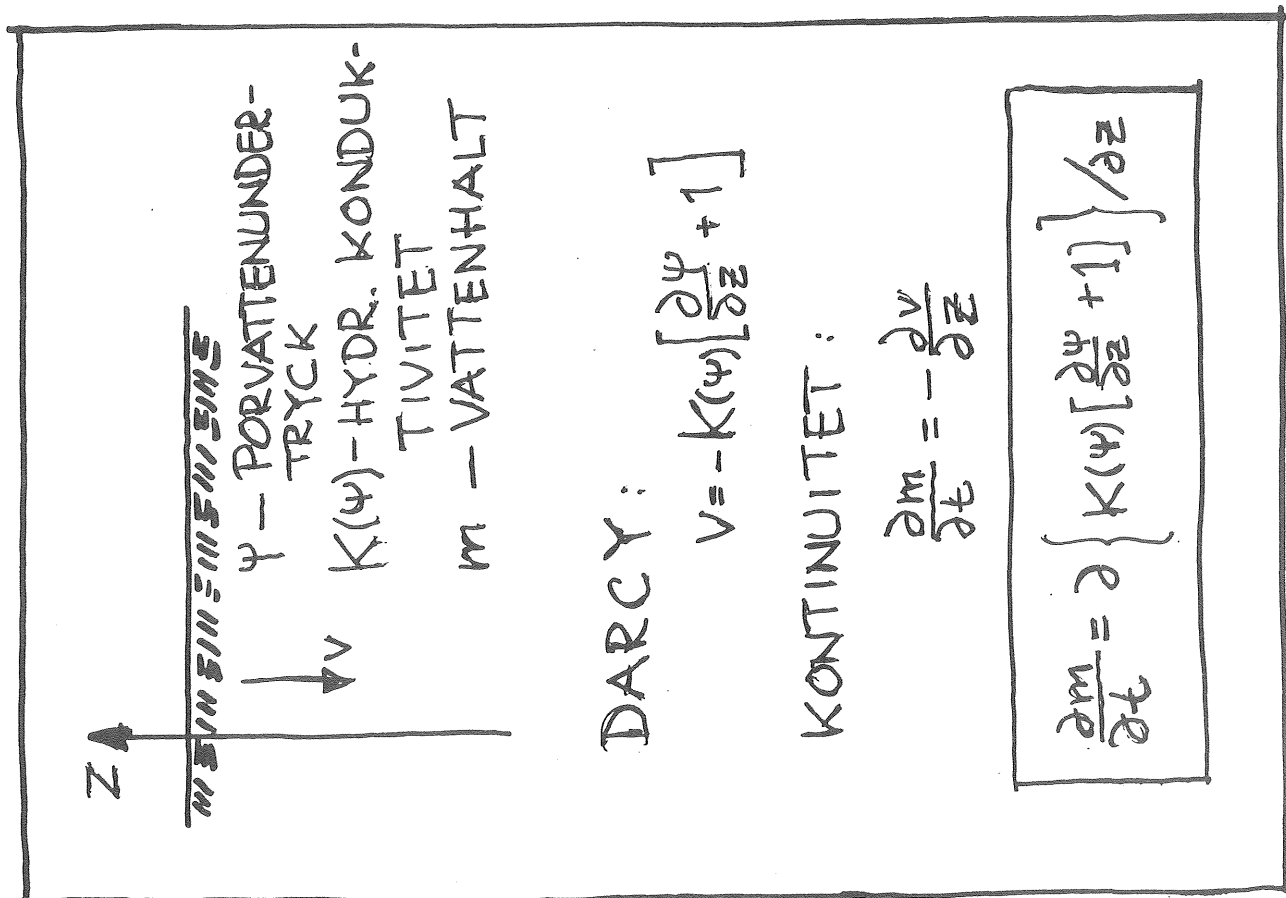 Z
V
Ψ – PORVATTENUNDER-
TRYCK
K(Ψ) – HYDR. KONDUK-
TIVITET
m – VATTENHALT
DARCY:
V = -K(Ψ)[∂Ψ/∂z + 1]
KONTINUITET:
∂m/∂t = -∂v/∂z
∂m/∂t = ∂{K(Ψ)[∂Ψ/∂z + 1]}/∂z